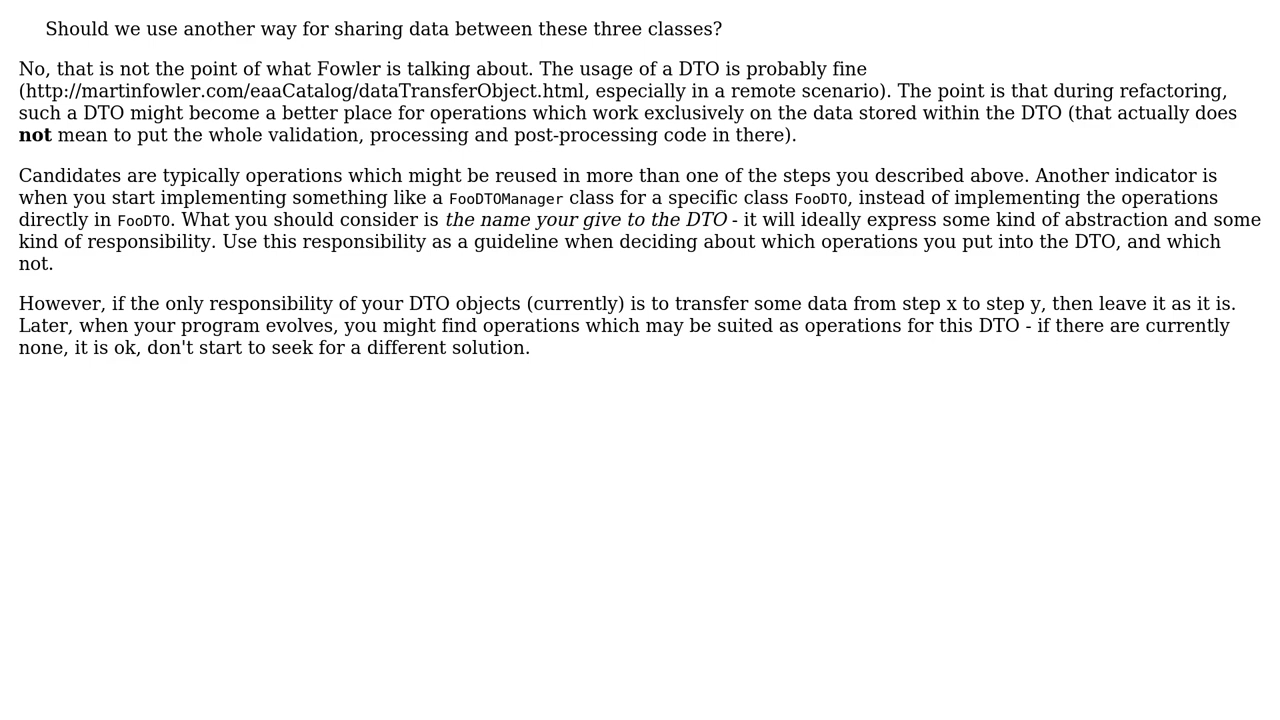 Should we use another way for sharing data between these three classes?
No, that is not the point of what Fowler is talking about. The usage of a DTO is probably fine
(http://martinfowler.com/eaaCatalog/dataTransferObject.html, especially in a remote scenario). The point is that during refactoring,
such a DTO might become a better place for operations which work exclusively on the data stored within the DTO (that actually does
not mean to put the whole validation, processing and post-processing code in there).
Candidates are typically operations which might be reused in more than one of the steps you described above. Another indicator is
when you start implementing something like a FooDTOManager class for a specific class FooDTO, instead of implementing the operations
directly in FooDTO. What you should consider is the name your give to the DTO - it will ideally express some kind of abstraction and some
kind of responsibility. Use this responsibility as a guideline when deciding about which operations you put into the DTO, and which
not.
However, if the only responsibility of your DTO objects (currently) is to transfer some data from step x to step y, then leave it as it is.
Later, when your program evolves, you might find operations which may be suited as operations for this DTO - if there are currently
none, it is ok, don't start to seek for a different solution.